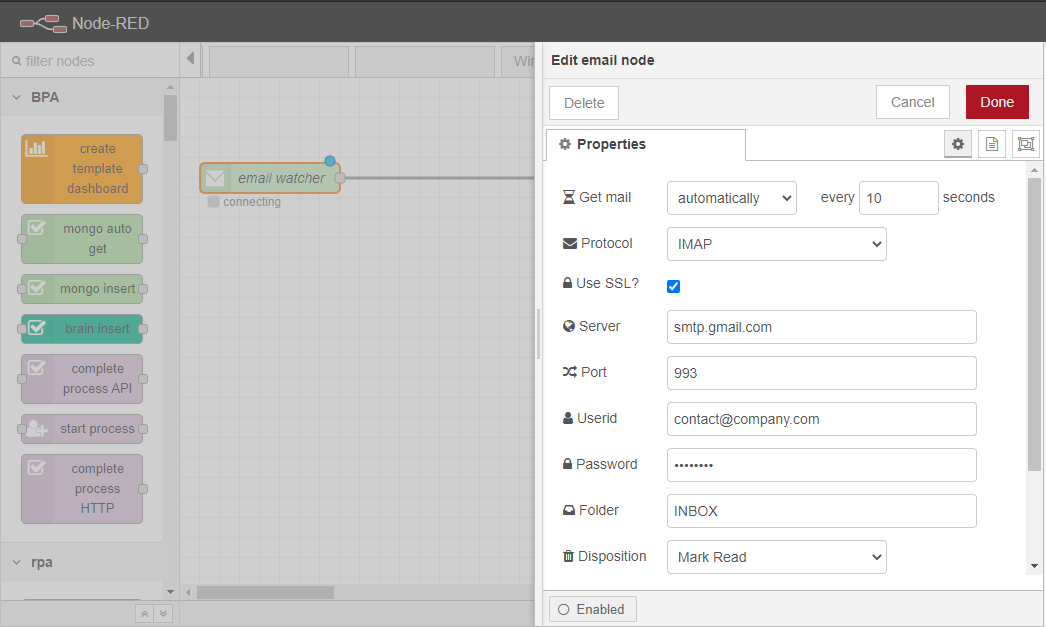 Node-RED
filter nodes
Edit email node
Delete
Cancel
Done
Properties
BPA
create
template
dashboard
mongo auto
get
mongo insert
brain insert
complete
process API
start process
complete
process
HTTP
rpa
email watcher
connecting
Get mail
automatically
every
10
seconds
Protocol
IMAP
Use SSL?
Server
smtp.gmail.com
Port
993
Userid
contact@company.com
Password
••••••••
Folder
INBOX
Disposition
Mark Read
Enabled